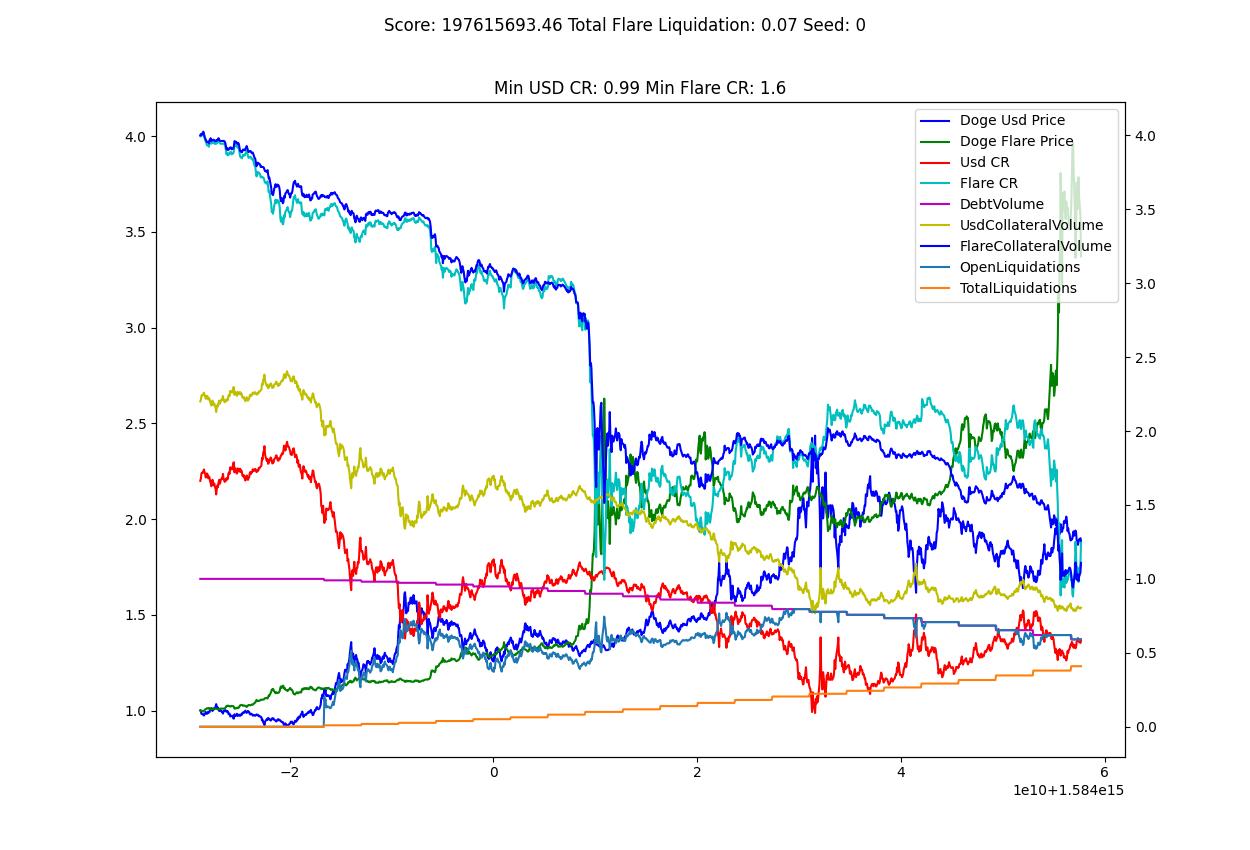 Score: 197615693.46 Total Flare Liquidation: 0.07 Seed: 0
Min USD CR: 0.99 Min Flare CR: 1.6
Doge Usd Price
Doge Flare Price
Usd CR
Flare CR
DebtVolume
UsdCollateralVolume
FlareCollateralVolume
OpenLiquidations
TotalLiquidations
4.0
3.5
3.0
2.5
2.0
1.5
1.0
4.0
3.5
3.0
2.5
2.0
1.5
1.0
0.5
0.0
−2 0 2 4 6
1e10+1.584e15